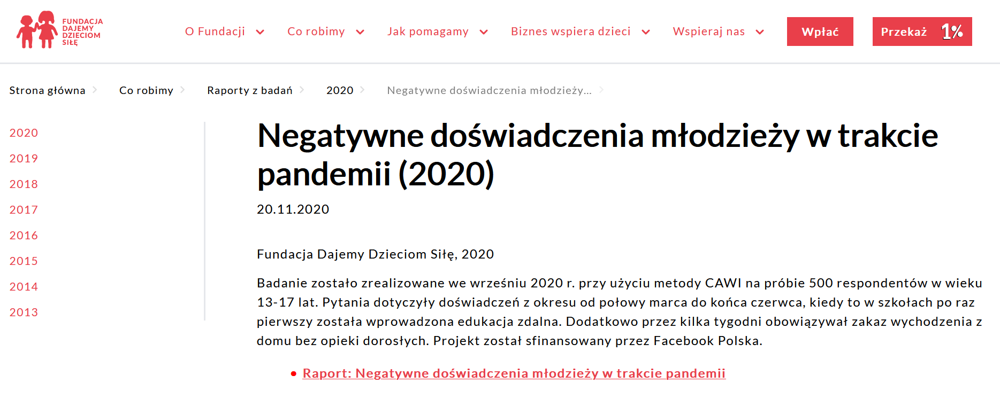 FUNDACJA
DAJEMY
DZIECIOM
SIŁĘ
O Fundacji
Co robimy
Jak pomagamy
Biznes wspiera dzieci
Wspieraj nas
Wpłać
Przekaż 1%
Strona główna
Co robimy
Raporty z badań
2020
Negatywne doświadczenia młodzieży...
2020
2019
2018
2017
2016
2015
2014
2013
Negatywne doświadczenia młodzieży w trakcie
pandemii (2020)
20.11.2020
Fundacja Dajemy Dzieciom Siłę, 2020
Badanie zostało zrealizowane we wrześniu 2020 r. przy użyciu metody CAWI na próbie 500 respondentów w wieku
13-17 lat. Pytania dotyczyły doświadczeń z okresu od połowy marca do końca czerwca, kiedy to w szkołach po raz
pierwszy została wprowadzona edukacja zdalna. Dodatkowo przez kilka tygodni obowiązywał zakaz wychodzenia z
domu bez opieki dorosłych. Projekt został sfinansowany przez Facebook Polska.
• Raport: Negatywne doświadczenia młodzieży w trakcie pandemii